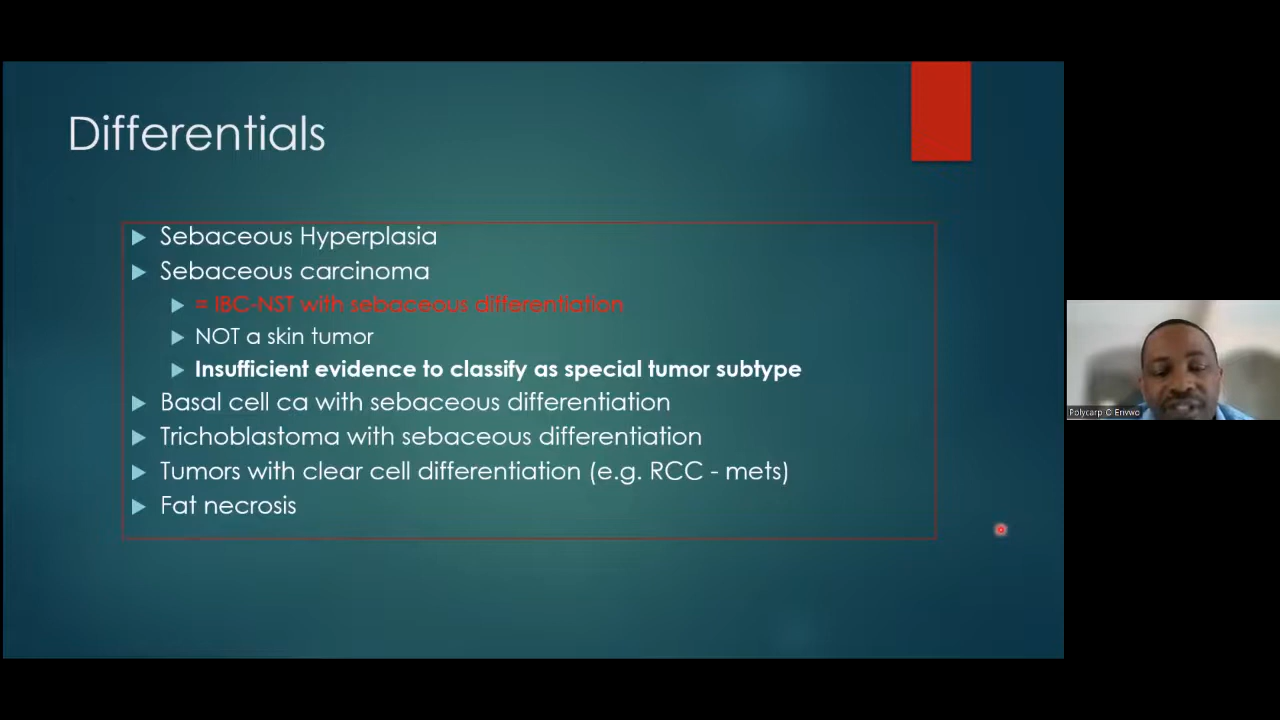 Differentials
Sebaceous Hyperplasia
Sebaceous carcinoma
= IBC-NST with sebaceous differentiation
NOT a skin tumor
Insufficient evidence to classify as special tumor subtype
Basal cell ca with sebaceous differentiation
Trichoblastoma with sebaceous differentiation
Tumors with clear cell differentiation (e.g. RCC - mets)
Fat necrosis
Polycarp C Erivwo